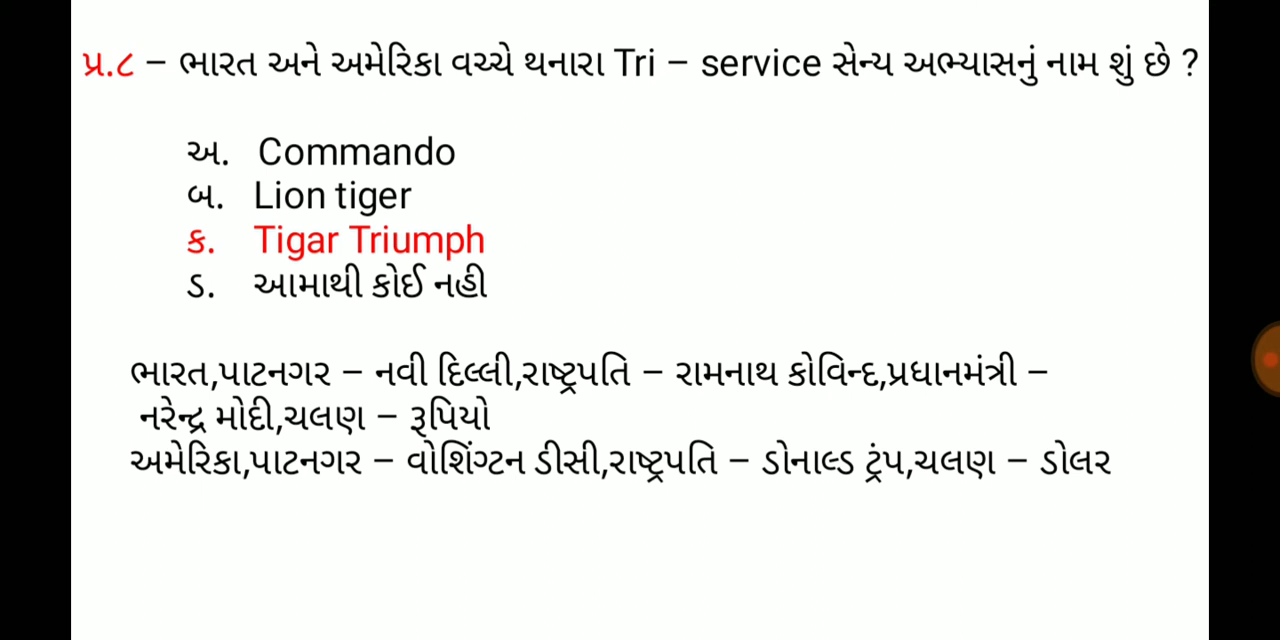 પ્ર.૮ – ભારત અને અમેરિકા વચ્ચે થનારા Tri – service સેન્ય અભ્યાસનું નામ શું છે ?
અ. Commando
બ. Lion tiger
ક. Tigar Triumph
ડ. આમાથી કોઈ નહી
ભારત,પાટનગર – નવી દિલ્લી,રાષ્ટ્રપતિ – રામનાથ કોવિન્દ,પ્રધાનમંત્રી –
નરેન્દ્ર મોદી,ચલણ – રૂપિયો
અમેરિકા,પાટનગર – વોશિંગ્ટન ડીસી,રાષ્ટ્રપતિ – ડોનાલ્ડ ટ્રંપ,ચલણ – ડોલર